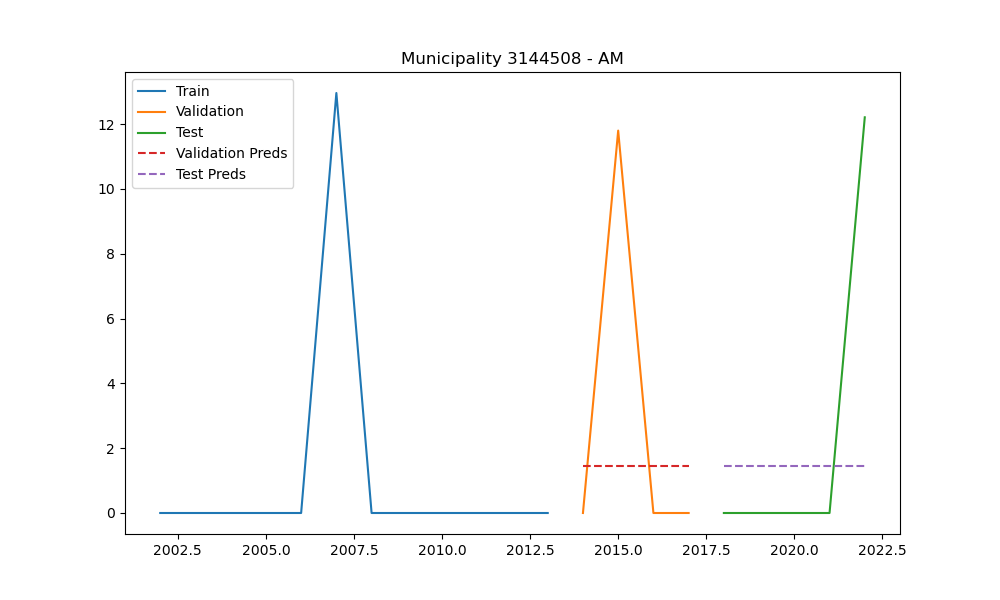 Municipality 3144508 - AM
Train
Validation
Test
Validation Preds
Test Preds
12
10
8
6
4
2
0
2002.5 2005.0 2007.5 2010.0 2012.5 2015.0 2017.5 2020.0 2022.5